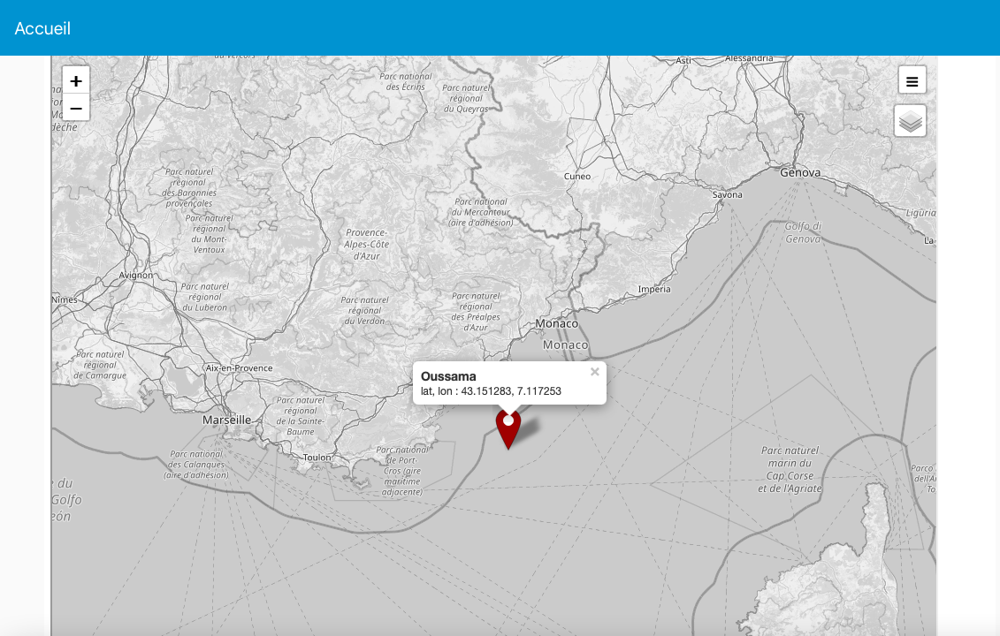 Accueil
+
−
Parc national
des Écrins
Parc naturel
régional
du Queyras
Asti
Alessandria
Parc naturel
régional
des Baronnies
provençales
Cuneo
Genova
Savona
Parc national
du Mercantour
(aire d'adhésion)
Liguria
Parc naturel
régional
du Mont-
Ventoux
Provence-
Alpes-Côte
d'Azur
Golfo di
Genova
La
Avignon
Nîmes
Parc naturel
régional
du Luberon
Parc naturel
régional
du Verdon
Parc naturel
régional
des Préalpes
d'Azur
Imperia
Monaco
Monaco
Parc naturel
régional
de Camargue
Aix-en-Provence
Oussama
×
lat, lon : 43.151283, 7.117253
Parc naturel
régional
de la Sainte-
Baume
Marseille
Parc national
des Calanques
(aire d'adhésion)
Toulon
Parc national
de Port-
Cros (aire
maritime
adjacente)
Parc naturel
marin du
Cap Corse
et de l'Agriate
Parco
dell'Ar
To
e du
Golfo
eón